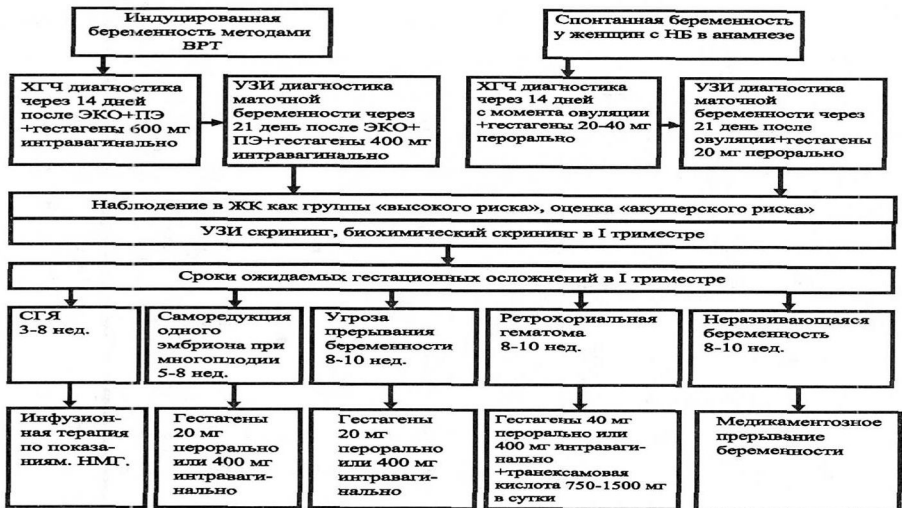 Индуцированная
беременность методами
ВРТ
Спонтанная беременность
у женщин с НБ в анамнезе
ХГЧ диагностика
через 14 дней
после ЭКО+ПЭ
+гестагены 600 мг
интравагинально
УЗИ диагностика
маточной
беременности через
21 день после ЭКО+
ПЭ+гестагены 400 мг
интравагинально
ХГЧ диагностика
через 14 дней
с момента овуляции
+гестагены 20-40 мг
перорально
УЗИ диагностика
маточной
беременности через
21 день после
овуляции+гестагены
20 мг перорально
Наблюдение в ЖК как группы «высокого риска», оценка «акушерского риска»
УЗИ скрининг, биохимический скрининг в I триместре
Сроки ожидаемых гестационных осложнений в I триместре
СГЯ
3-8 нед.
Саморедукция
одного
эмбриона при
многоплодии
5-8 нед.
Угроза
прерывания
беременности
8-10 нед.
Ретрохориальная
гематома
8-10 нед.
Неразвивающаяся
беременность
8-10 нед.
Инфузион-
ная терапия
по показа-
ниям. НМГ.
Гестагены
20 мг
перорально
или 400 мг
интраваги-
нально
Гестагены
20 мг
перорально
или 400 мг
интраваги-
нально
Гестагены 40 мг
перорально или
400 мг интраваги-
нально
+транексамовая
кислота 750-1500 мг
в сутки
Медикаментозное
прерывание
беременности